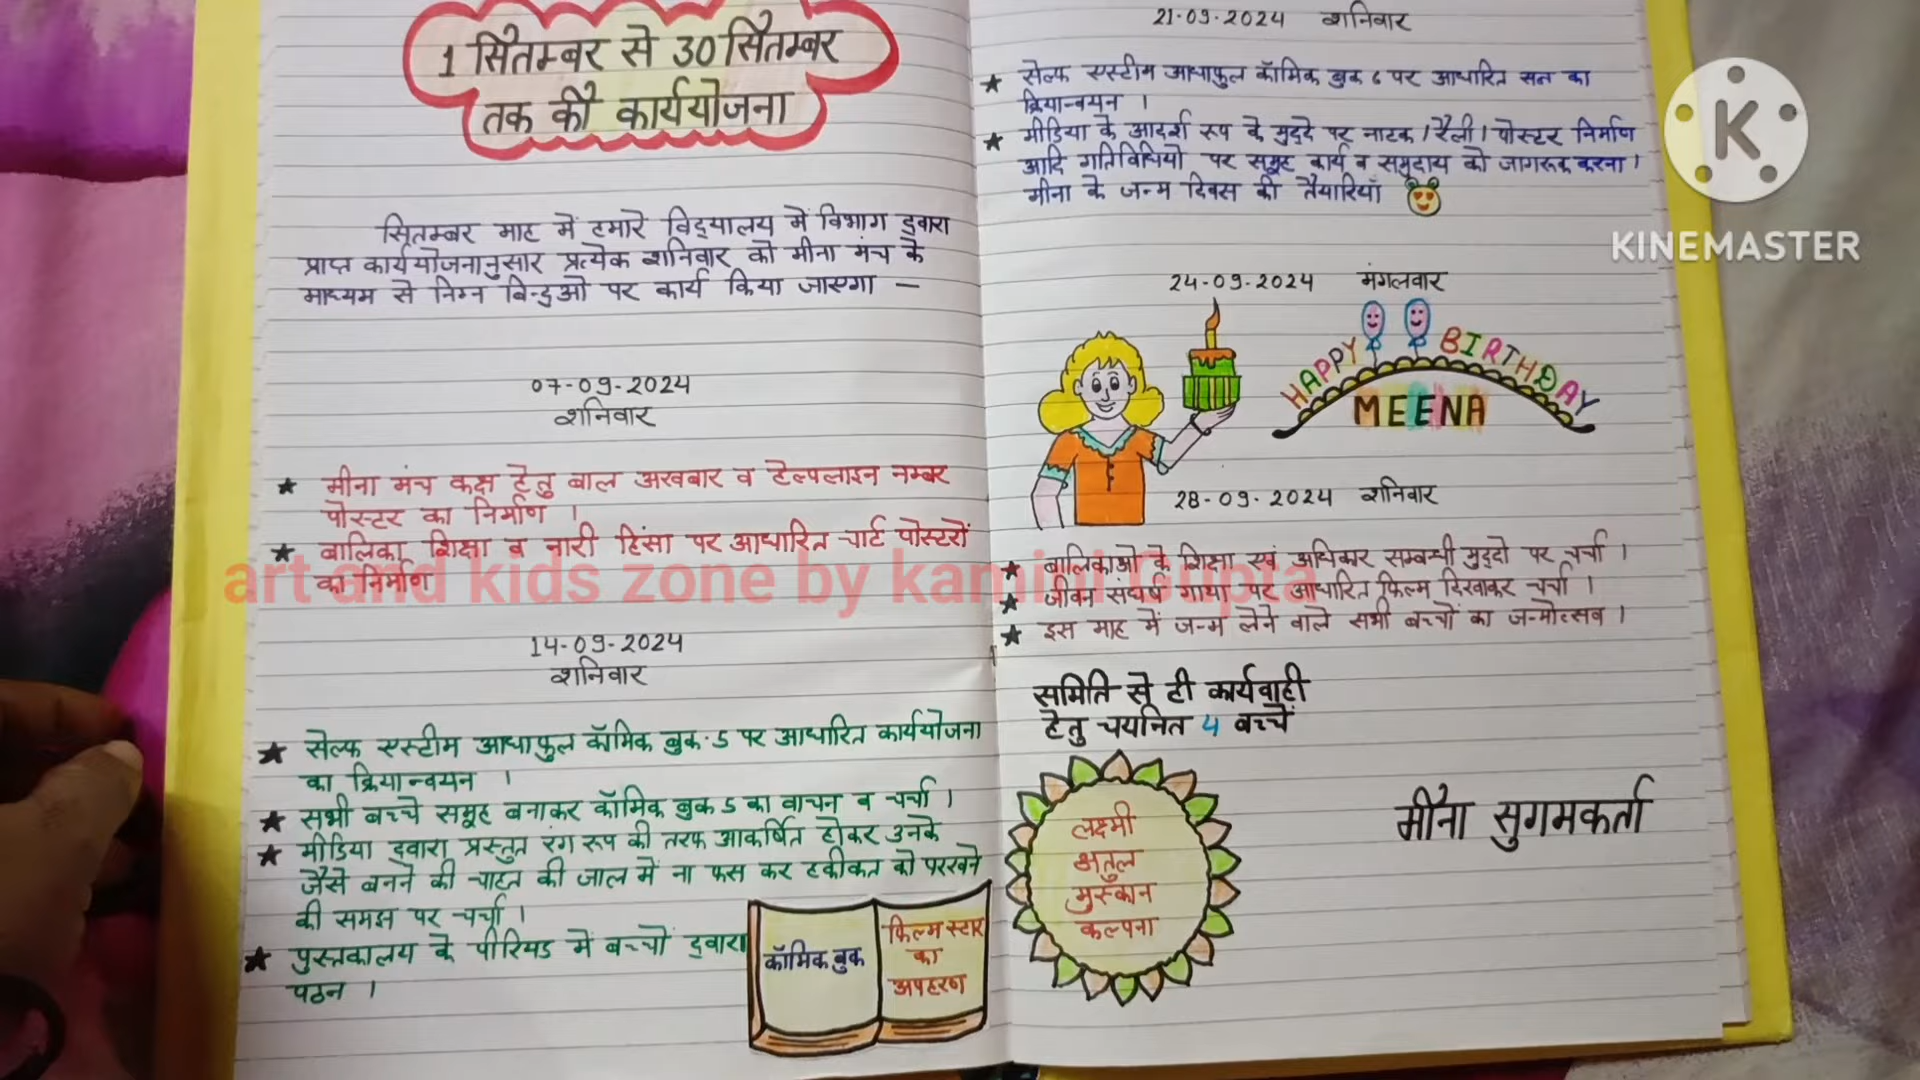 1 सितम्बर से 30 सितम्बर
तक की कार्ययोजना
सितम्बर माह में हमारे विद्यालय में विभाग द्वारा
प्राप्त कार्ययोजनानुसार प्रत्येक शनिवार को मीना मंच के
माध्यम से निम्न बिन्दुओं पर कार्य किया जाएगा –
07-09-2024
शनिवार
★ मीना मंच कक्ष हेतु बाल अखबार व हेल्पलाइन नम्बर
पोस्टर का निर्माण ।
★ बालिका शिक्षा व नारी हिंसा पर आधारित चार्ट पोस्टरों
का निर्माण
14-09-2024
शनिवार
★ सेल्फ एस्टीम आधाफुल कॉमिक बुक-5 पर आधारित कार्ययोजना
का क्रियान्वयन ।
★ सभी बच्चे समूह बनाकर कॉमिक बुक 5 का वाचन व चर्चा ।
★ मीडिया द्वारा प्रस्तुत रंग रूप की तरफ आकर्षित होकर उनके
जैसे बनने की चाहत की जाल में ना फस कर हकीकत को परखने
की समझ पर चर्चा ।
★ पुस्तकालय के पीरियड में बच्चों द्वारा
पठन ।
कॉमिक बुक
फिल्म स्टार
का
अपहरण
21-09-2024 शनिवार
★ सेल्फ एस्टीम आधाफुल कॉमिक बुक 6 पर आधारित सत्र का
क्रियान्वयन ।
★ मीडिया के आदर्श रूप के मुद्दे पर नाटक / रैली / पोस्टर निर्माण
आदि गतिविधियों पर समूह कार्य व समुदाय को जागरूक करना ।
मीना के जन्म दिवस की तैयारियाँ
24-09-2024 मंगलवार
HAPPY BIRTHDAY
MEENA
28-09-2024 शनिवार
★ बालिकाओं के शिक्षा एवं अधिकार सम्बन्धी मुद्दो पर चर्चा ।
★ जीवन संघर्ष गाथा पर आधारित फिल्म दिखाकर चर्चा ।
★ इस माह में जन्म लेने वाले सभी बच्चों का जन्मोत्सव ।
समिति से ही कार्यवाही
हेतु चयनित 4 बच्चें
लक्ष्मी
अतुल
मुस्कान
कल्पना
मीना सुगमकर्ता
art and kids zone by kamini Gupta
K
KINEMASTER